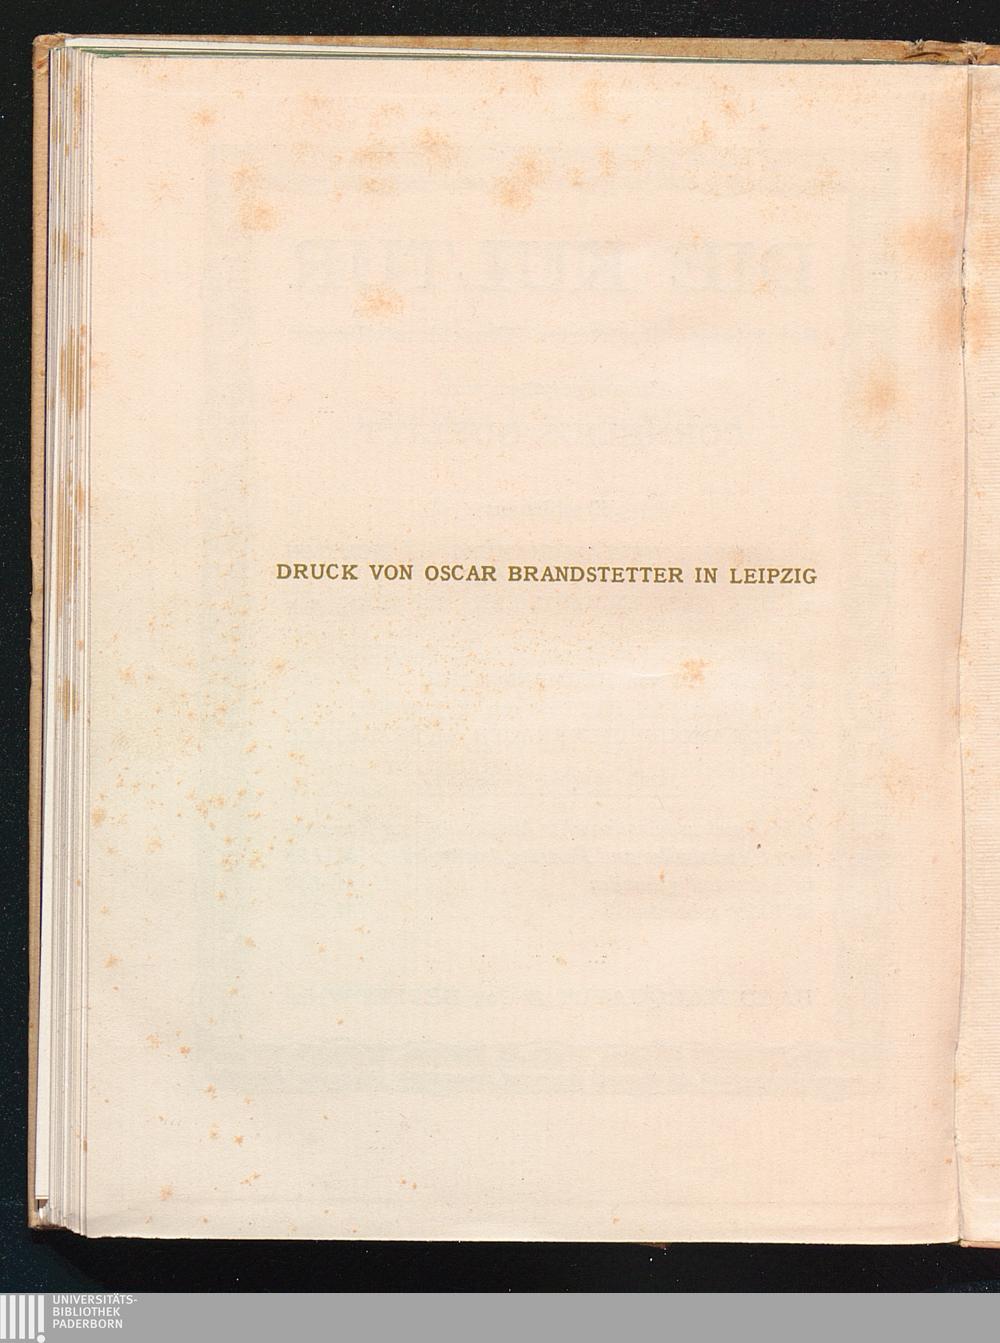 DRUCK VON OSCAR BRANDSTETTER IN LEIPZIG
UNIVERSITÄTS-
BIBLIOTHEK
PADERBORN